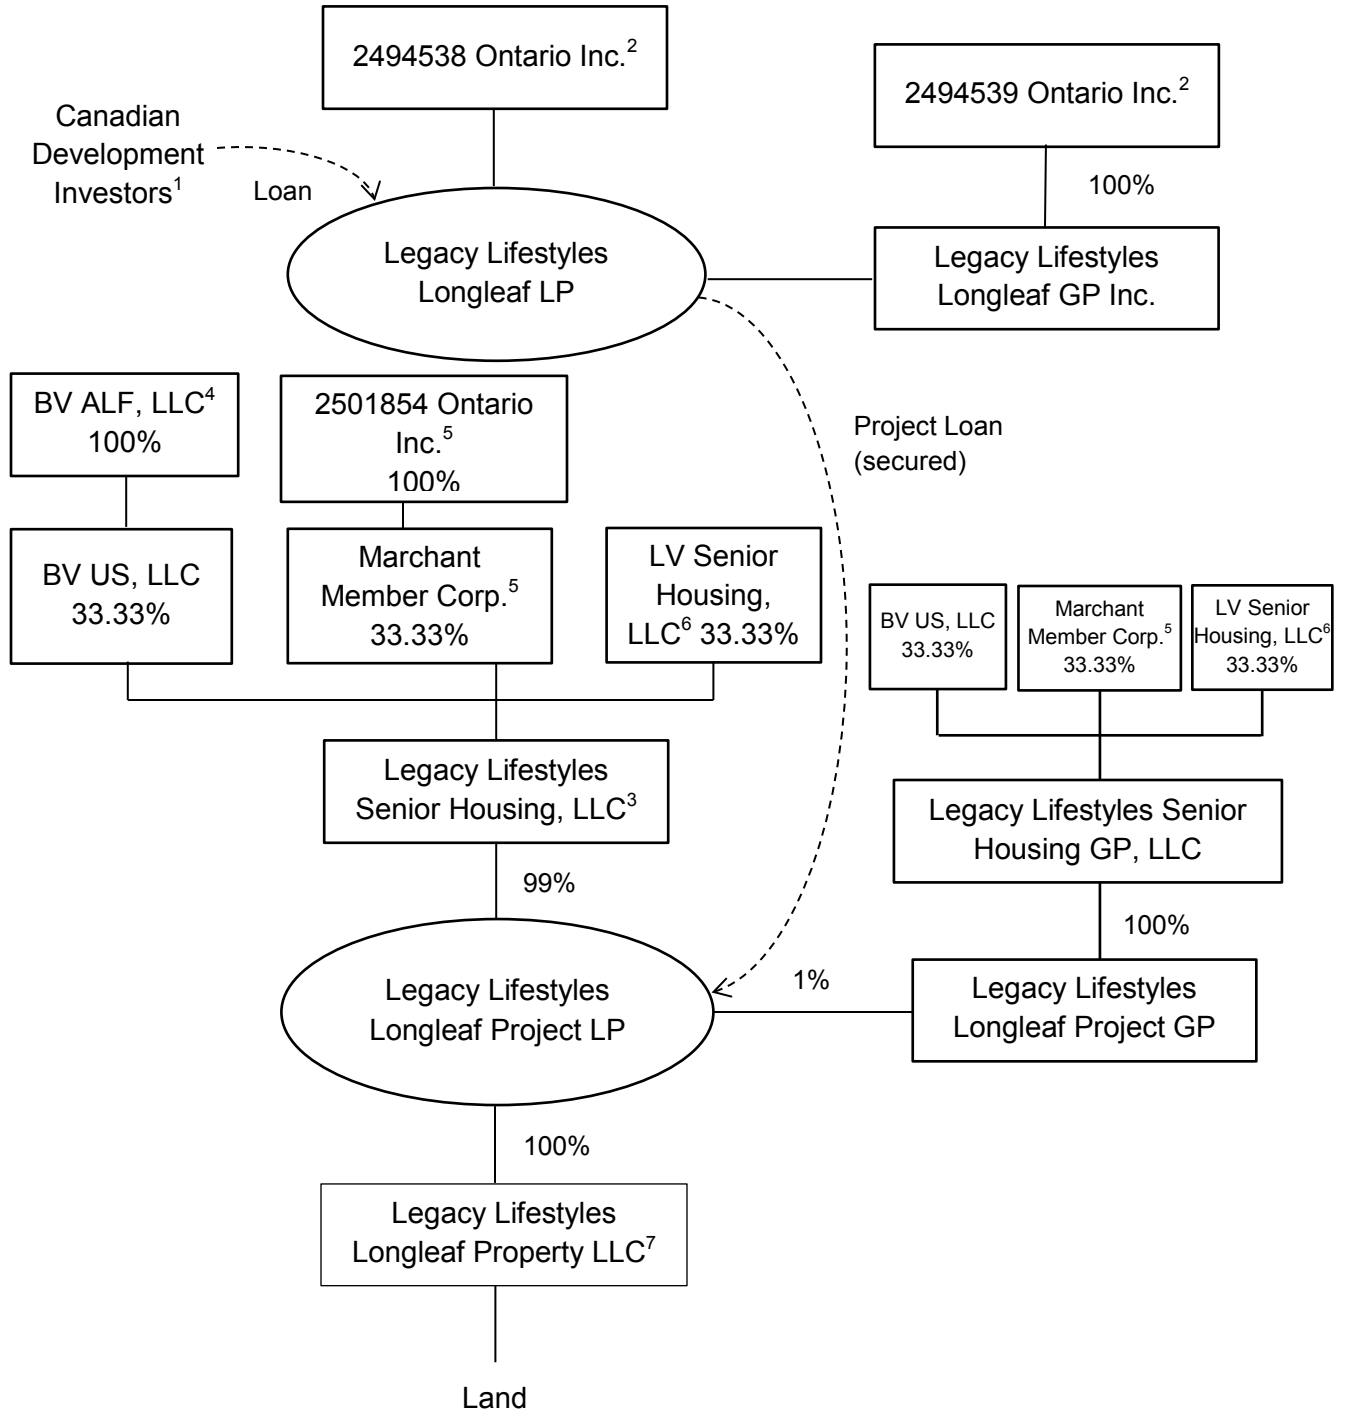 2494538 Ontario Inc.2
2494539 Ontario Inc.2
Canadian
Development
Investors1
Loan
100%
Legacy Lifestyles
Longleaf LP
Legacy Lifestyles
Longleaf GP Inc.
BV ALF, LLC4
100%
2501854 Ontario
Inc.5
100%
Project Loan
(secured)
BV US, LLC
33.33%
Marchant
Member Corp.5
33.33%
LV Senior
Housing,
LLC6 33.33%
BV US, LLC
33.33%
Marchant
Member Corp.5
33.33%
LV Senior
Housing, LLC6
33.33%
Legacy Lifestyles
Senior Housing, LLC3
Legacy Lifestyles Senior
Housing GP, LLC
99%
100%
Legacy Lifestyles
Longleaf Project LP
1%
Legacy Lifestyles
Longleaf Project GP
100%
Legacy Lifestyles
Longleaf Property LLC7
Land